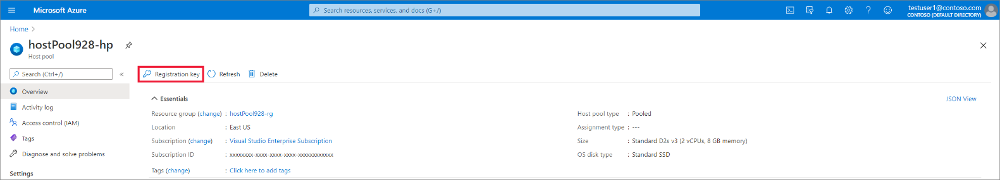 Microsoft Azure
Search resources, services, and docs (G+/)
testuser1@contoso.com
CONTOSO (DEFAULT DIRECTORY)
Home
hostPool928-hp
Host pool
Search (Ctrl+/)
Registration key Refresh Delete
Overview
Activity log
Access control (IAM)
Tags
Diagnose and solve problems
Settings
Essentials
JSON View
Resource group (change) : hostPool928-rg
Location : East US
Subscription (change) : Visual Studio Enterprise Subscription
Subscription ID : xxxxxxxx-xxxx-xxxx-xxxx-xxxxxxxxxxxx
Tags (change) : Click here to add tags
Host pool type : Pooled
Assignment type : ---
Size : Standard D2s v3 (2 vCPUs, 8 GB memory)
OS disk type : Standard SSD